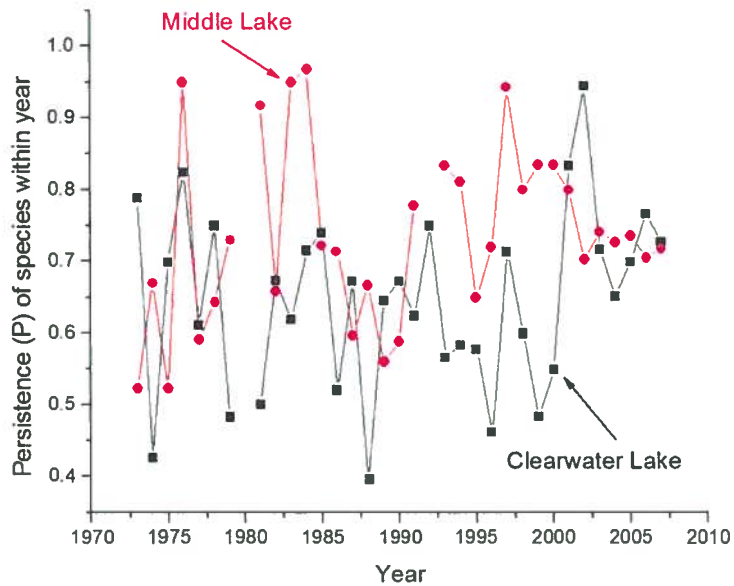 Middle Lake
1.0
0.9
0.8
0.7
0.6
0.5
0.4
Persistence (P) of species within year
Clearwater Lake
1970 1975 1980 1985 1990 1995 2000 2005 2010
Year